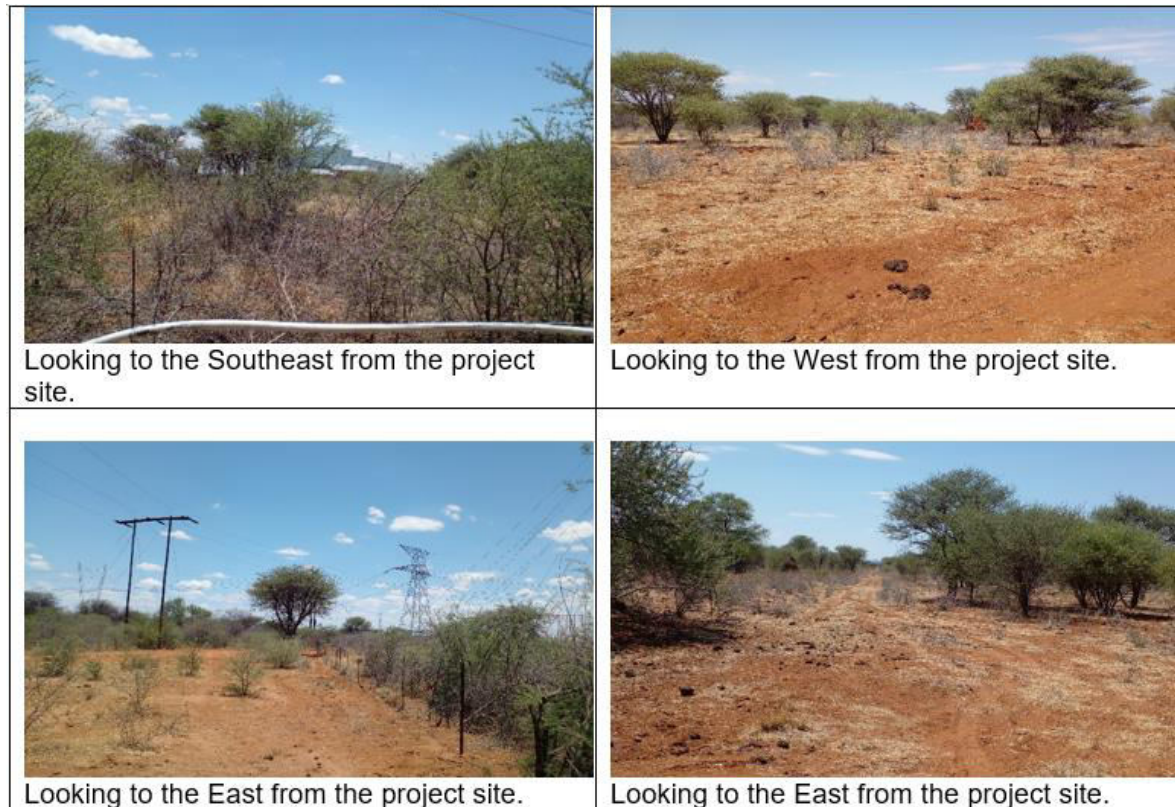 Looking to the Southeast from the project
site.
Looking to the West from the project site.
Looking to the East from the project site.
Looking to the East from the project site.